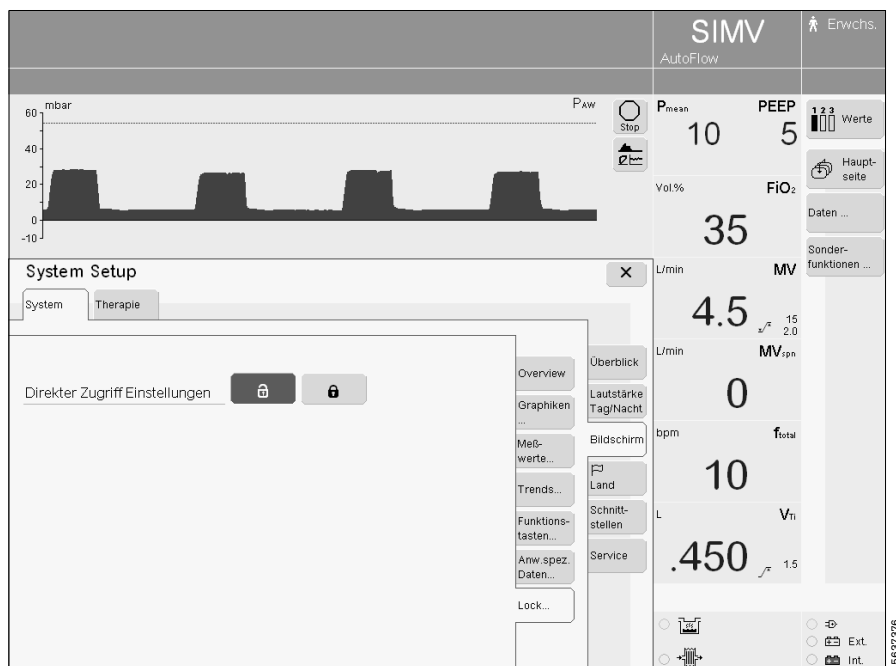 SIMV
AutoFlow
Erwchs.
mbar
PAW
60
40
20
0
-10
Stop
Pmean PEEP
10 5
Vol.% FiO2
35
L/min MV
4.5
15
2.0
L/min MVspn
0
bpm ftotal
10
L VTi
.450
1.5
1 2 3
Werte
Haupt-
seite
Daten ...
Sonder-
funktionen ...
System Setup
X
System
Therapie
Direkter Zugriff Einstellungen
Overview
Graphiken
...
Meß-
werte...
Trends...
Funktions-
tasten...
Anw.spez.
Daten...
Lock...
Überblick
Lautstärke
Tag/Nacht
Bildschirm
Land
Schnitt-
stellen
Service
Ext.
Int.